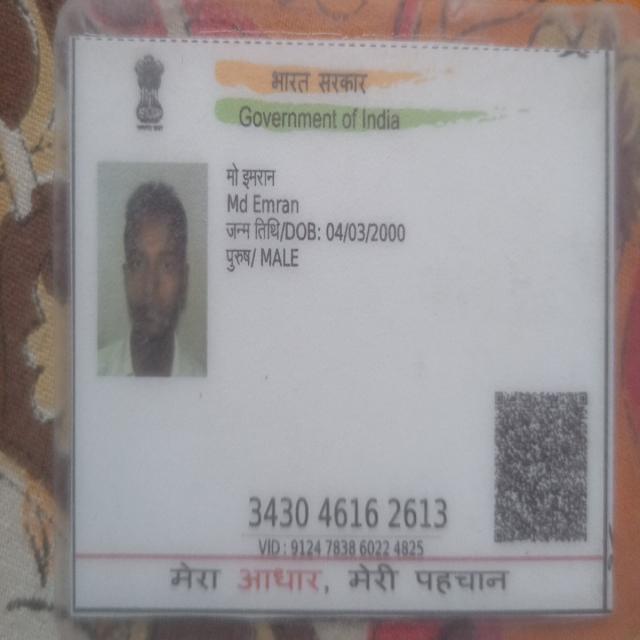 भारत सरकार
Government of India
मो इमरान
Md Emran
जन्म तिथि/DOB: 04/03/2000
पुरुष/ MALE
3430 4616 2613
VID : 9124 7838 6022 4825
मेरा आधार, मेरी पहचान